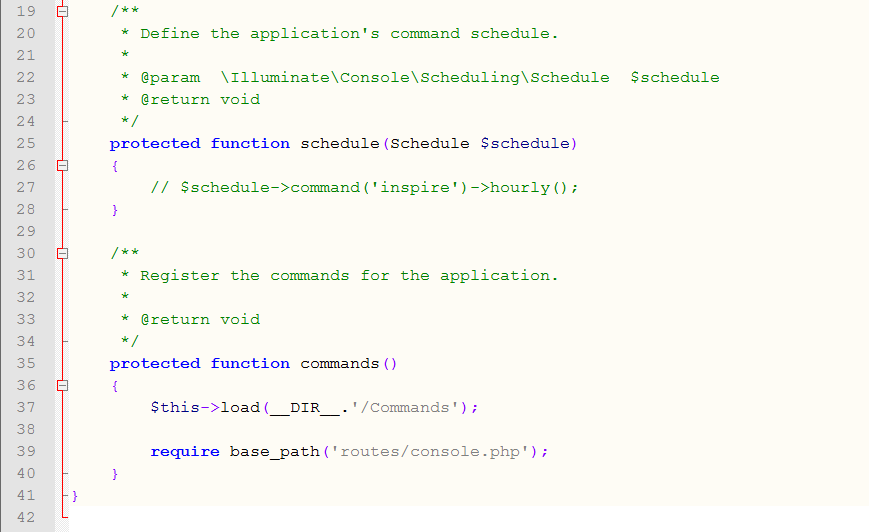 19 /**
20 * Define the application's command schedule.
21 *
22 * @param  \Illuminate\Console\Scheduling\Schedule  $schedule
23 * @return void
24 */
25 protected function schedule(Schedule $schedule)
26 {
27 // $schedule->command('inspire')->hourly();
28 }
29
30 /**
31 * Register the commands for the application.
32 *
33 * @return void
34 */
35 protected function commands()
36 {
37 $this->load(__DIR__.'/Commands');
38
39 require base_path('routes/console.php');
40 }
41 }
42